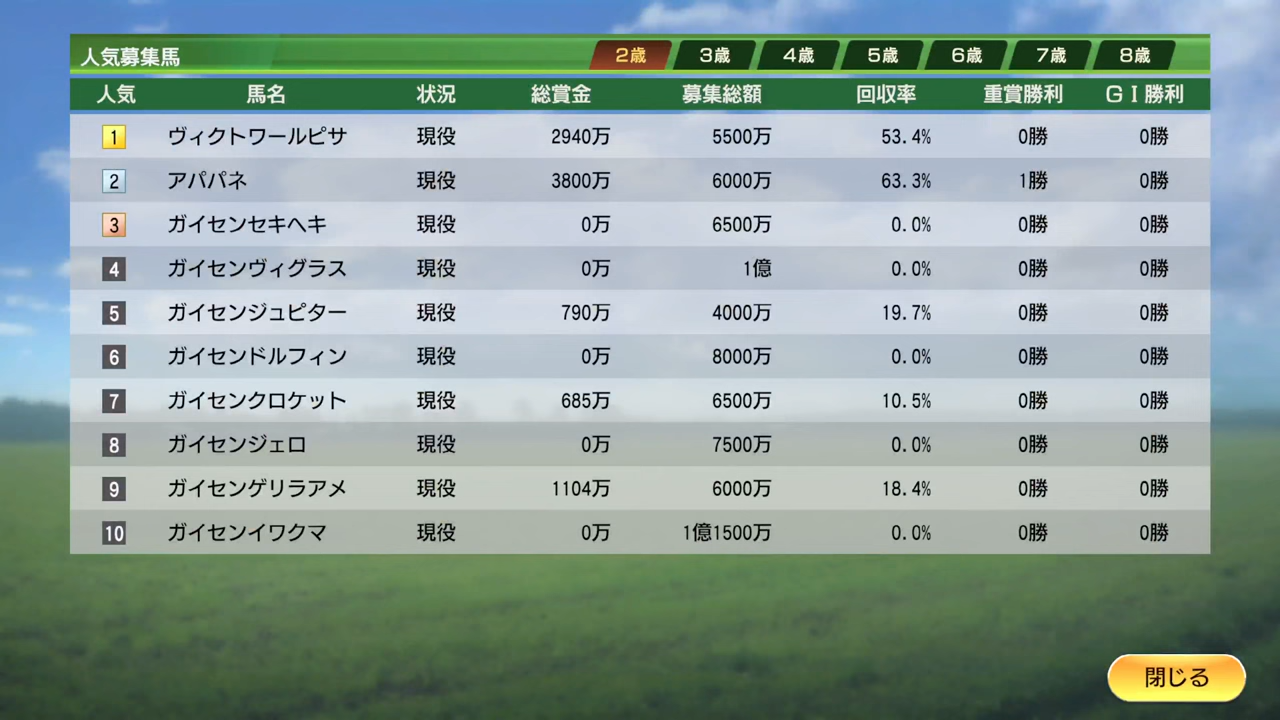 人気募集馬 2歳 3歳 4歳 5歳 6歳 7歳 8歳
人気 馬名 状況 総賞金 募集総額 回収率 重賞勝利 GⅠ勝利
1 ヴィクトワールピサ 現役 2940万 5500万 53.4% 0勝 0勝
2 アパパネ 現役 3800万 6000万 63.3% 1勝 0勝
3 ガイセンセキヘキ 現役 0万 6500万 0.0% 0勝 0勝
4 ガイセンヴィグラス 現役 0万 1億 0.0% 0勝 0勝
5 ガイセンジュピター 現役 790万 4000万 19.7% 0勝 0勝
6 ガイセンドルフィン 現役 0万 8000万 0.0% 0勝 0勝
7 ガイセンクロケット 現役 685万 6500万 10.5% 0勝 0勝
8 ガイセンジェロ 現役 0万 7500万 0.0% 0勝 0勝
9 ガイセンゲリラアメ 現役 1104万 6000万 18.4% 0勝 0勝
10 ガイセンイワクマ 現役 0万 1億1500万 0.0% 0勝 0勝
閉じる